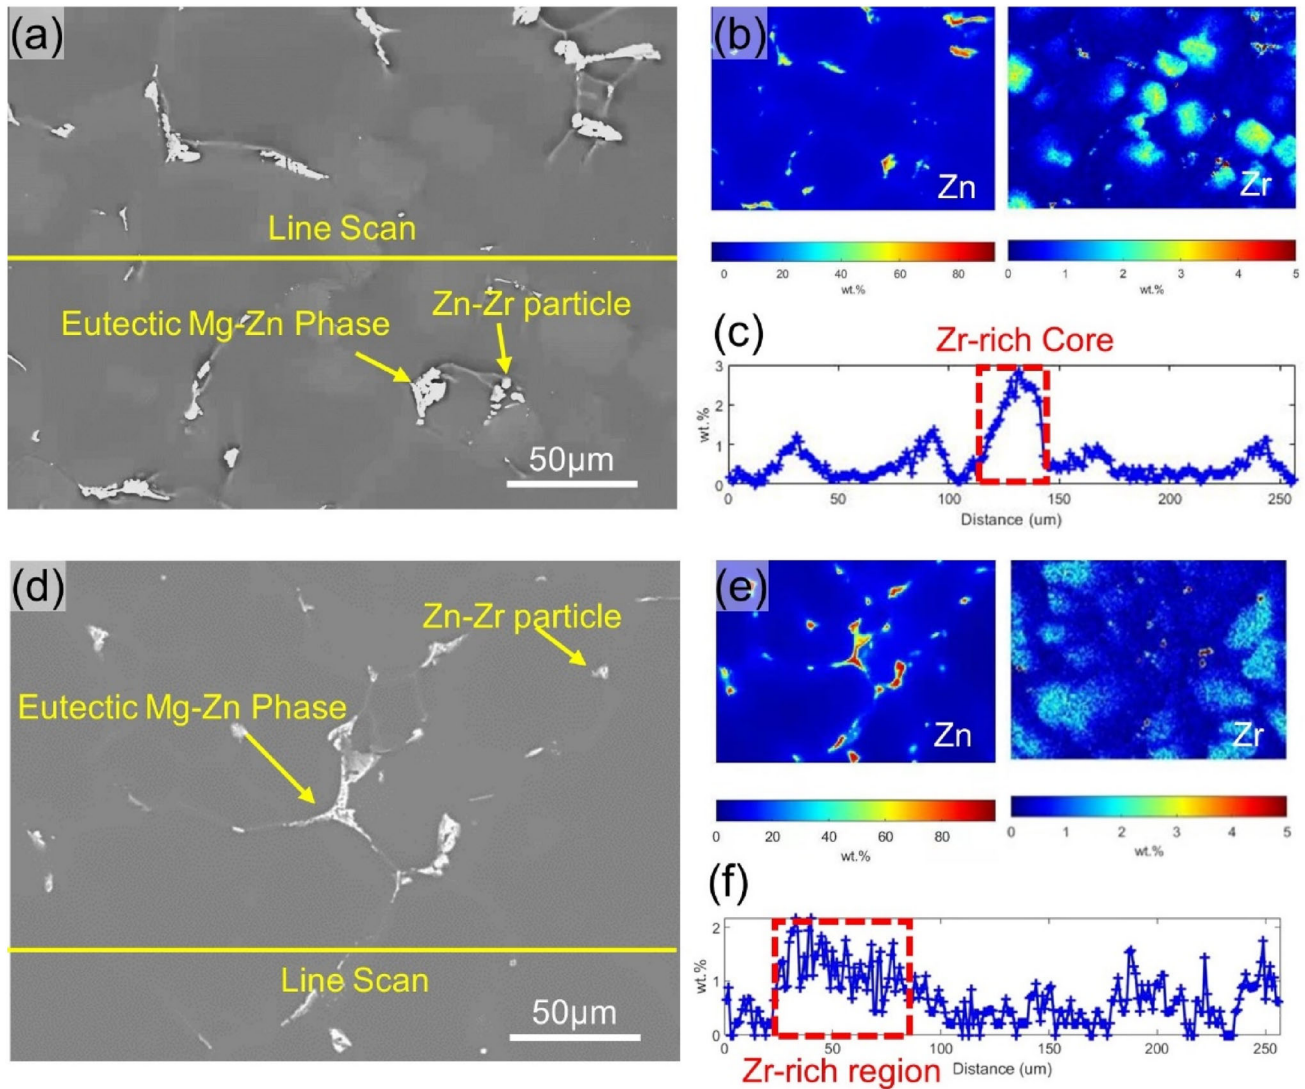 (a)
Line Scan
Eutectic Mg-Zn Phase
Zn-Zr particle
50μm
(b)
Zn
Zr
0 20 40 60 80
wt.%
0 1 2 3 4 5
wt.%
(c)
Zr-rich Core
3
2
1
0
wt.%
0 50 100 150 200 250
Distance (um)
(d)
Zn-Zr particle
Eutectic Mg-Zn Phase
Line Scan
50μm
(e)
Zn
Zr
0 20 40 60 80
wt.%
0 1 2 3 4 5
wt.%
(f)
2
1
0
wt.%
0 50 100 150 200 250
Distance (um)
Zr-rich region